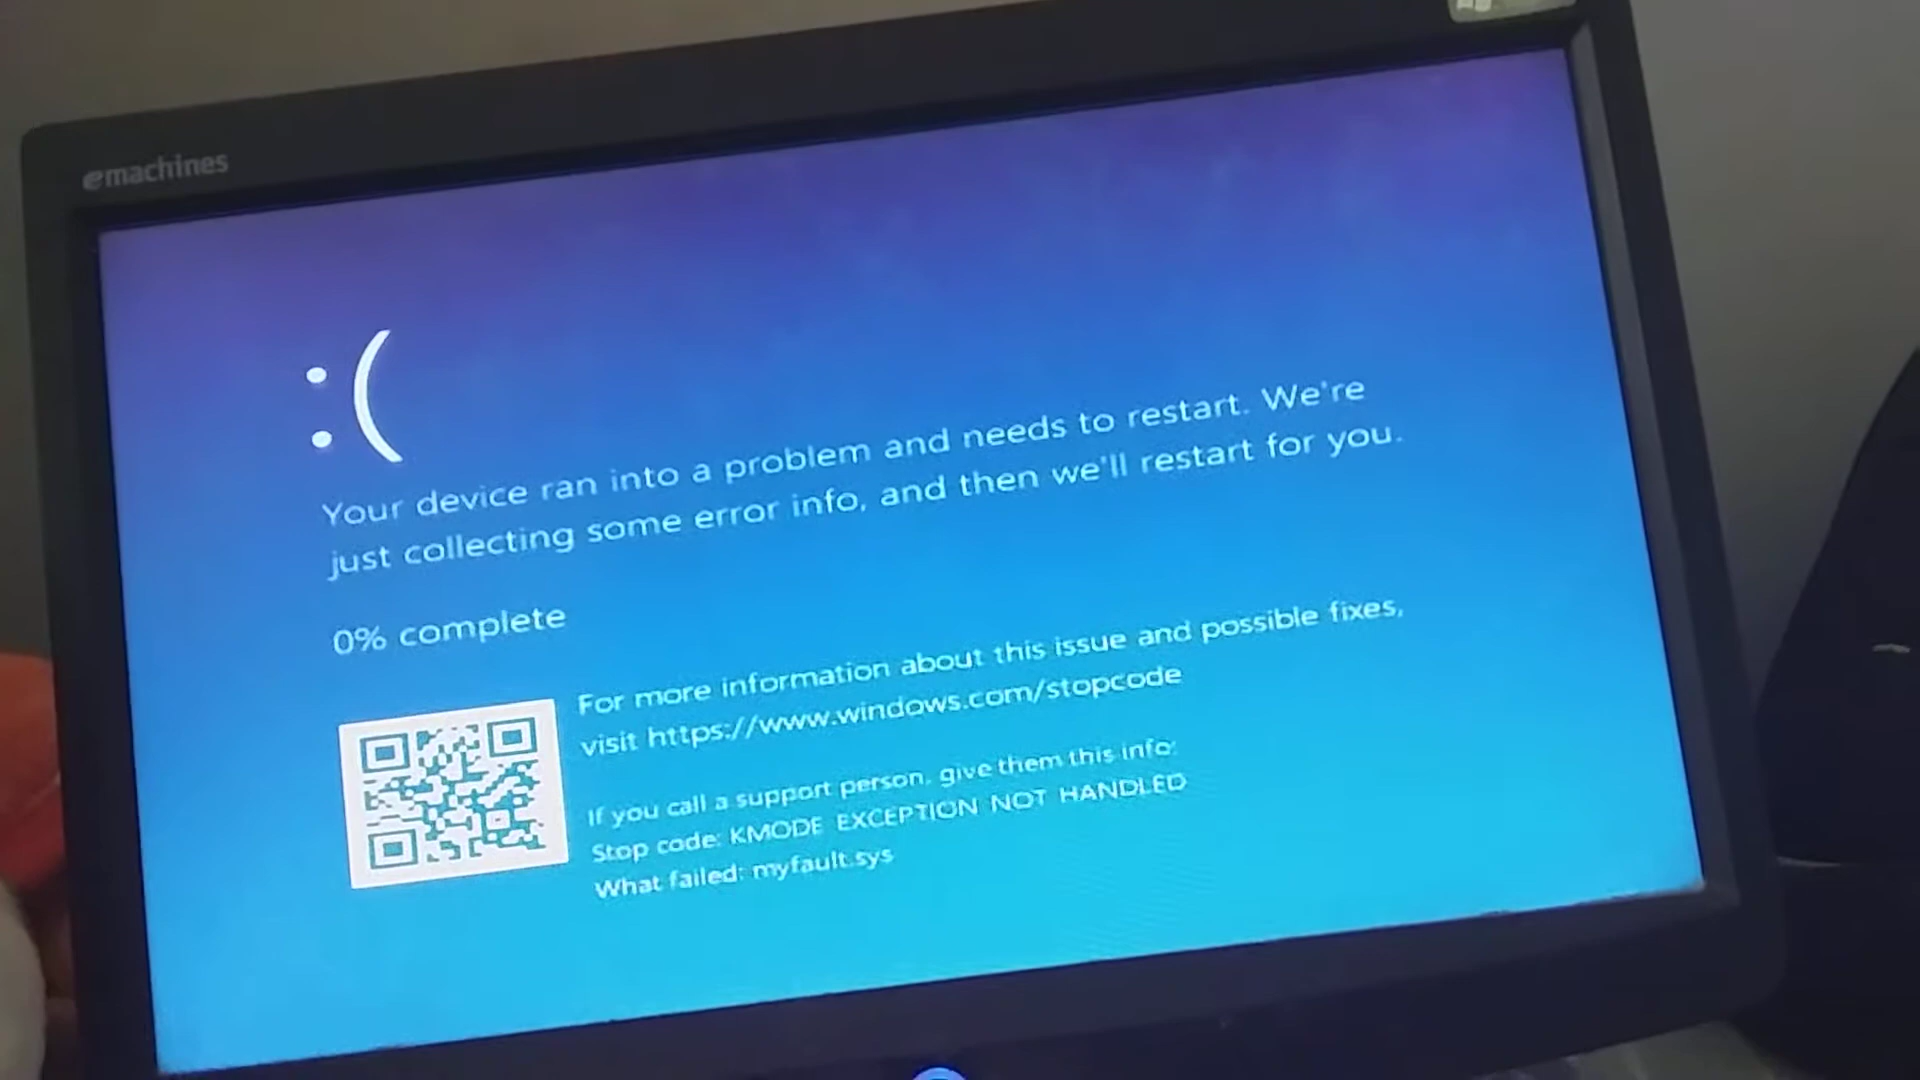 emachines
:(
Your device ran into a problem and needs to restart. We're
just collecting some error info, and then we'll restart for you.
0% complete
For more information about this issue and possible fixes,
visit https://www.windows.com/stopcode
If you call a support person, give them this info:
Stop code: KMODE EXCEPTION NOT HANDLED
What failed: myfault.sys